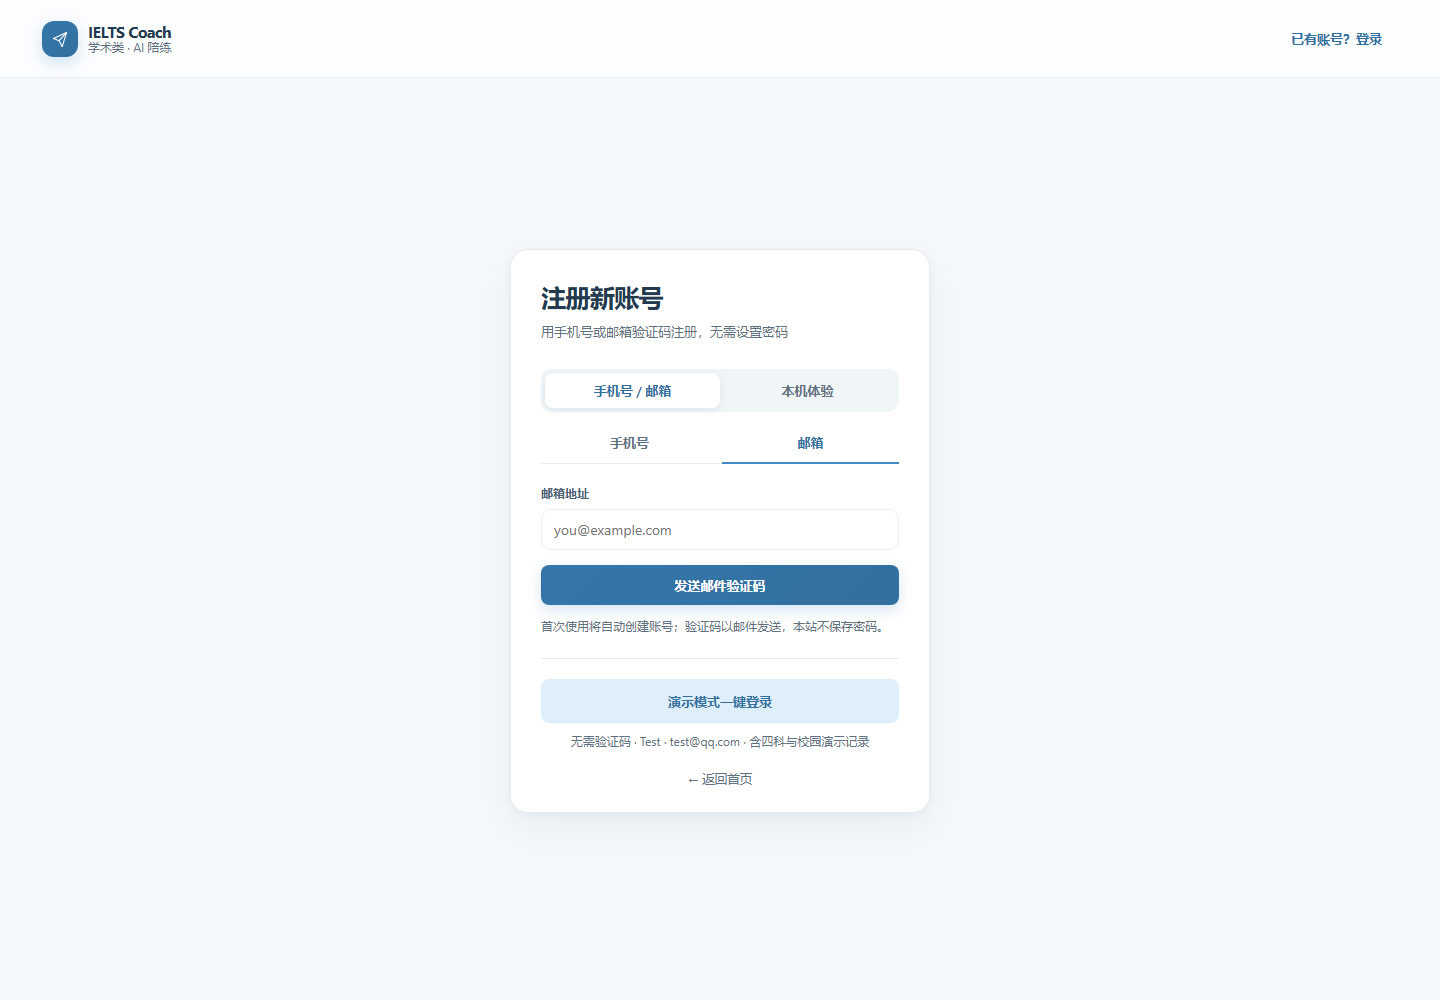 IELTS Coach
学术类 · AI 陪练
已有账号？登录
注册新账号
用手机号或邮箱验证码注册，无需设置密码
手机号 / 邮箱
本机体验
手机号
邮箱
邮箱地址
you@example.com
发送邮件验证码
首次使用将自动创建账号；验证码以邮件发送，本站不保存密码。
演示模式一键登录
无需验证码 · Test · test@qq.com · 含四科与校园演示记录
← 返回首页